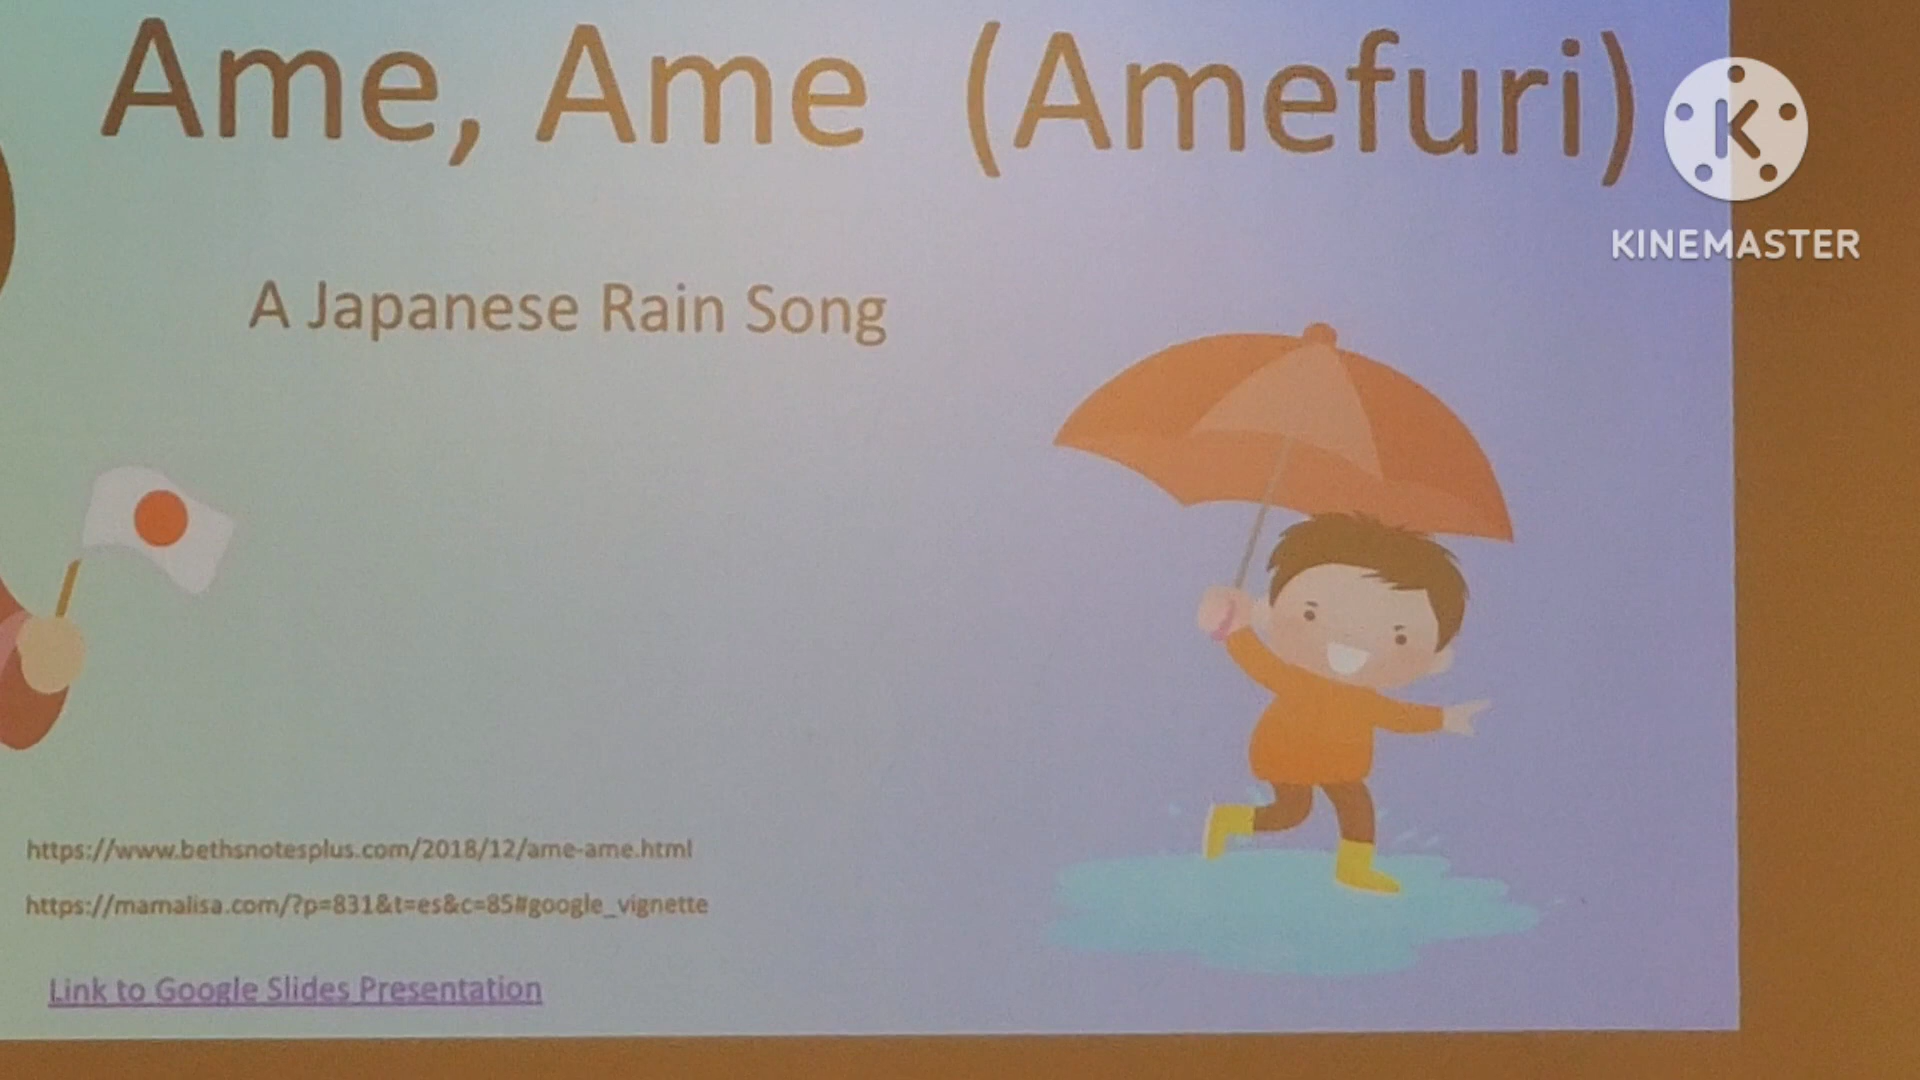 Ame, Ame (Amefuri)
K
KINEMASTER
A Japanese Rain Song
https://www.bethsnotesplus.com/2018/12/ame-ame.html
https://mamalisa.com/?p=831&t=es&c=85#google_vignette
Link to Google Slides Presentation